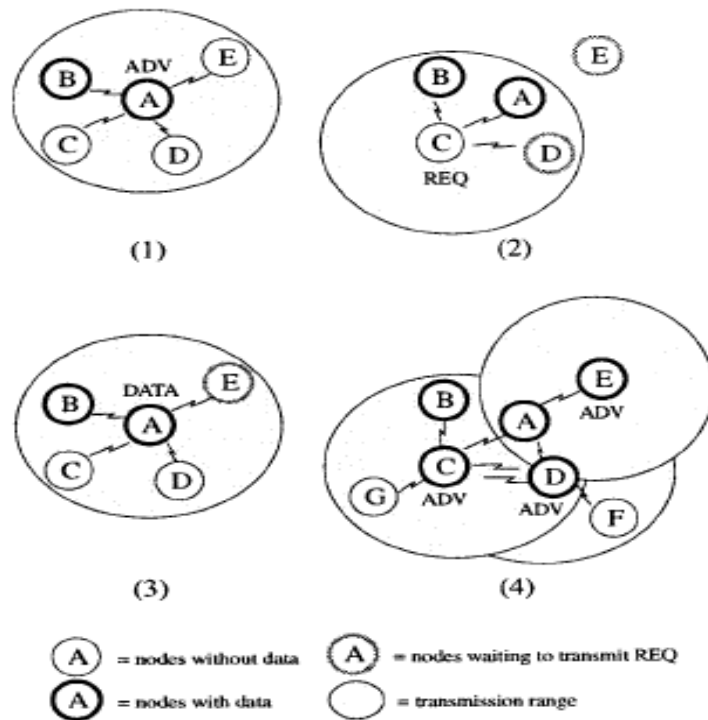 E
B
ADV
A
C
D
(1)
E
B
A
C
D
REQ
(2)
E
B
DATA
A
C
D
(3)
B
E
A
ADV
C
D
G
ADV
ADV
F
(4)
A = nodes without data
A = nodes waiting to transmit REQ
A = nodes with data
= transmission range